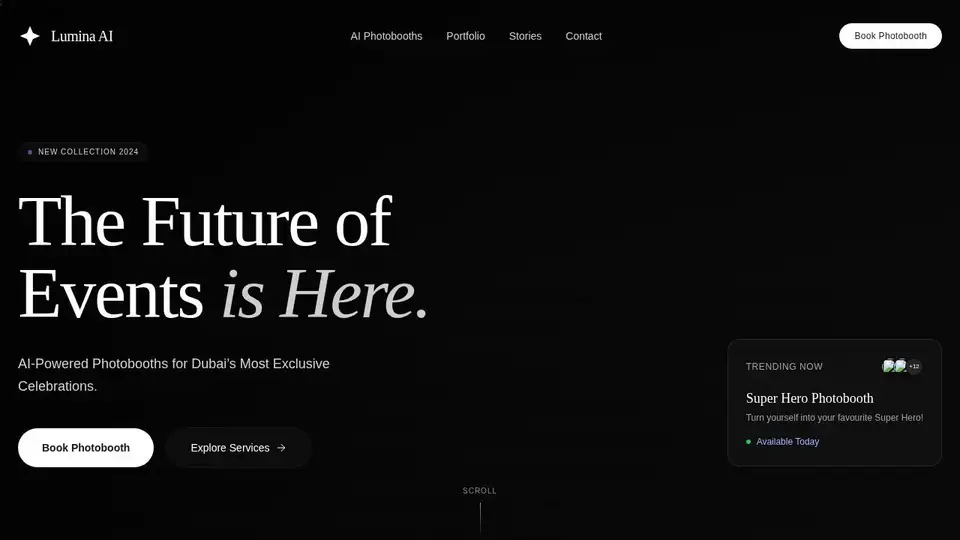 Lumina AI
AI Photobooths
Portfolio
Stories
Contact
Book Photobooth
NEW COLLECTION 2024
The Future of
Events is Here.
AI-Powered Photobooths for Dubai's Most Exclusive
Celebrations.
Book Photobooth
Explore Services →
TRENDING NOW
+12
Super Hero Photobooth
Turn yourself into your favourite Super Hero!
Available Today
SCROLL